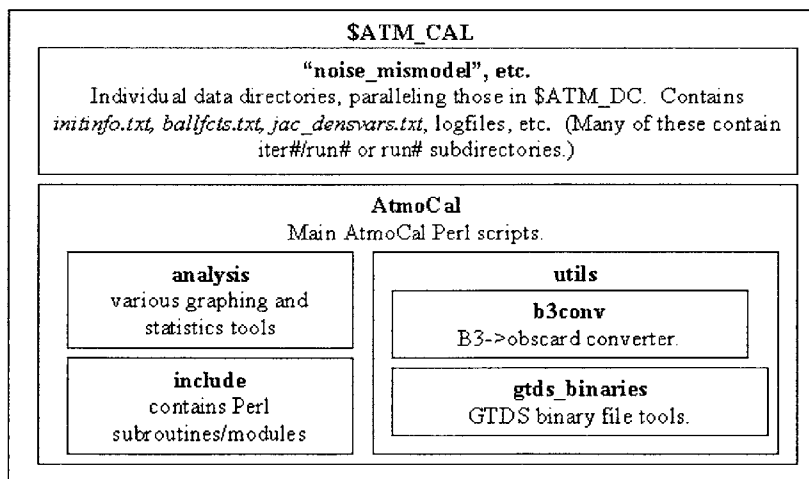 $ATM_CAL
“noise_mismodel”, etc.
Individual data directories, paralleling those in $ATM_DC. Contains
initinfo.txt, ballfcts.txt, jac_densvars.txt, logfiles, etc. (Many of these contain
iter#/run# or run# subdirectories.)
AtmoCal
Main AtmoCal Perl scripts.
analysis
various graphing and
statistics tools
include
contains Perl
subroutines/modules
utils
b3conv
B3->obscard converter.
gtds_binaries
GTDS binary file tools.